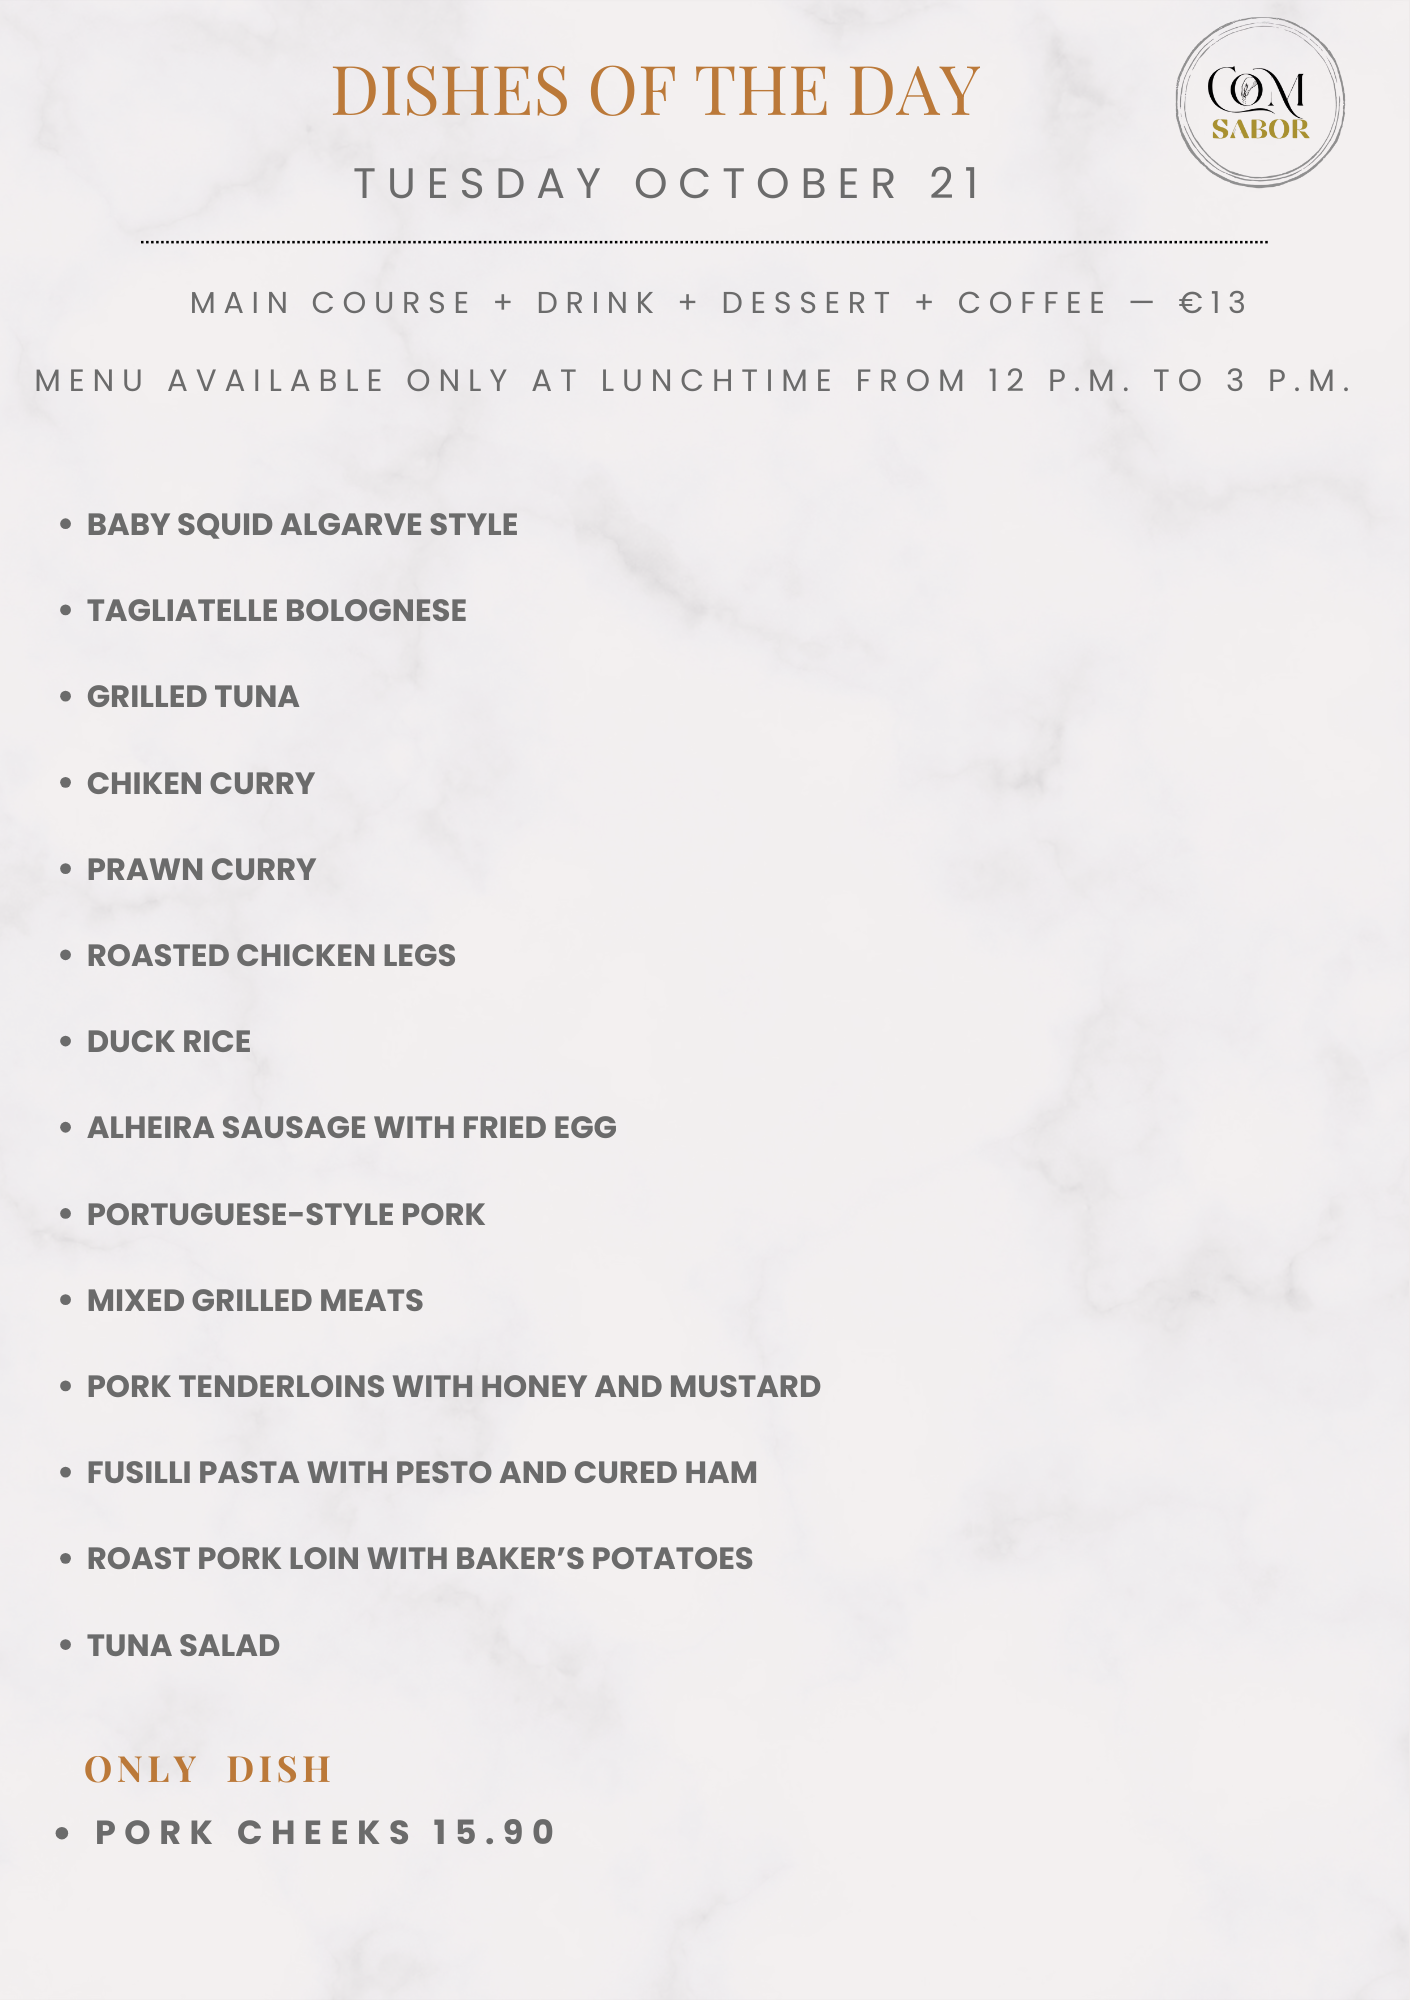 DISHES OF THE DAY
COM
SABOR
TUESDAY OCTOBER 21
MAIN COURSE + DRINK + DESSERT + COFFEE — €13
MENU AVAILABLE ONLY AT LUNCHTIME FROM 12 P.M. TO 3 P.M.
• BABY SQUID ALGARVE STYLE
• TAGLIATELLE BOLOGNESE
• GRILLED TUNA
• CHIKEN CURRY
• PRAWN CURRY
• ROASTED CHICKEN LEGS
• DUCK RICE
• ALHEIRA SAUSAGE WITH FRIED EGG
• PORTUGUESE-STYLE PORK
• MIXED GRILLED MEATS
• PORK TENDERLOINS WITH HONEY AND MUSTARD
• FUSILLI PASTA WITH PESTO AND CURED HAM
• ROAST PORK LOIN WITH BAKER’S POTATOES
• TUNA SALAD
ONLY DISH
• PORK CHEEKS 15.90